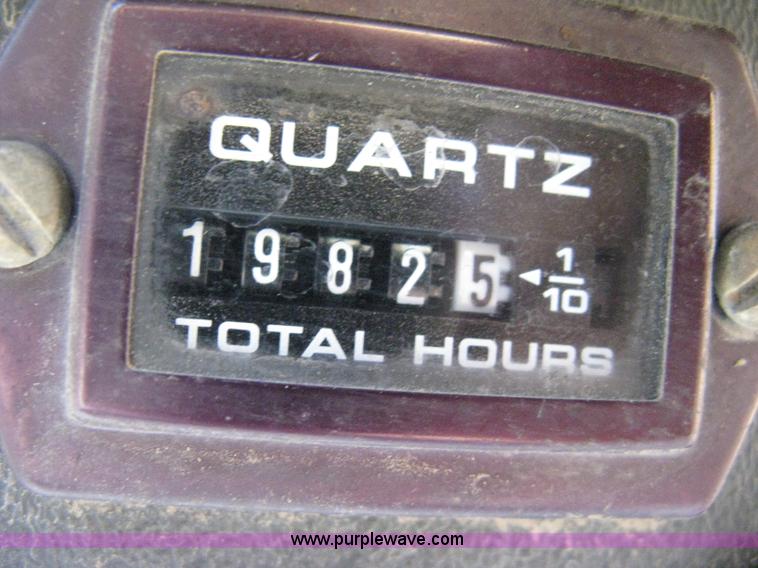 QUARTZ
19825 ◄ 1/10
TOTAL HOURS
www.purplewave.com